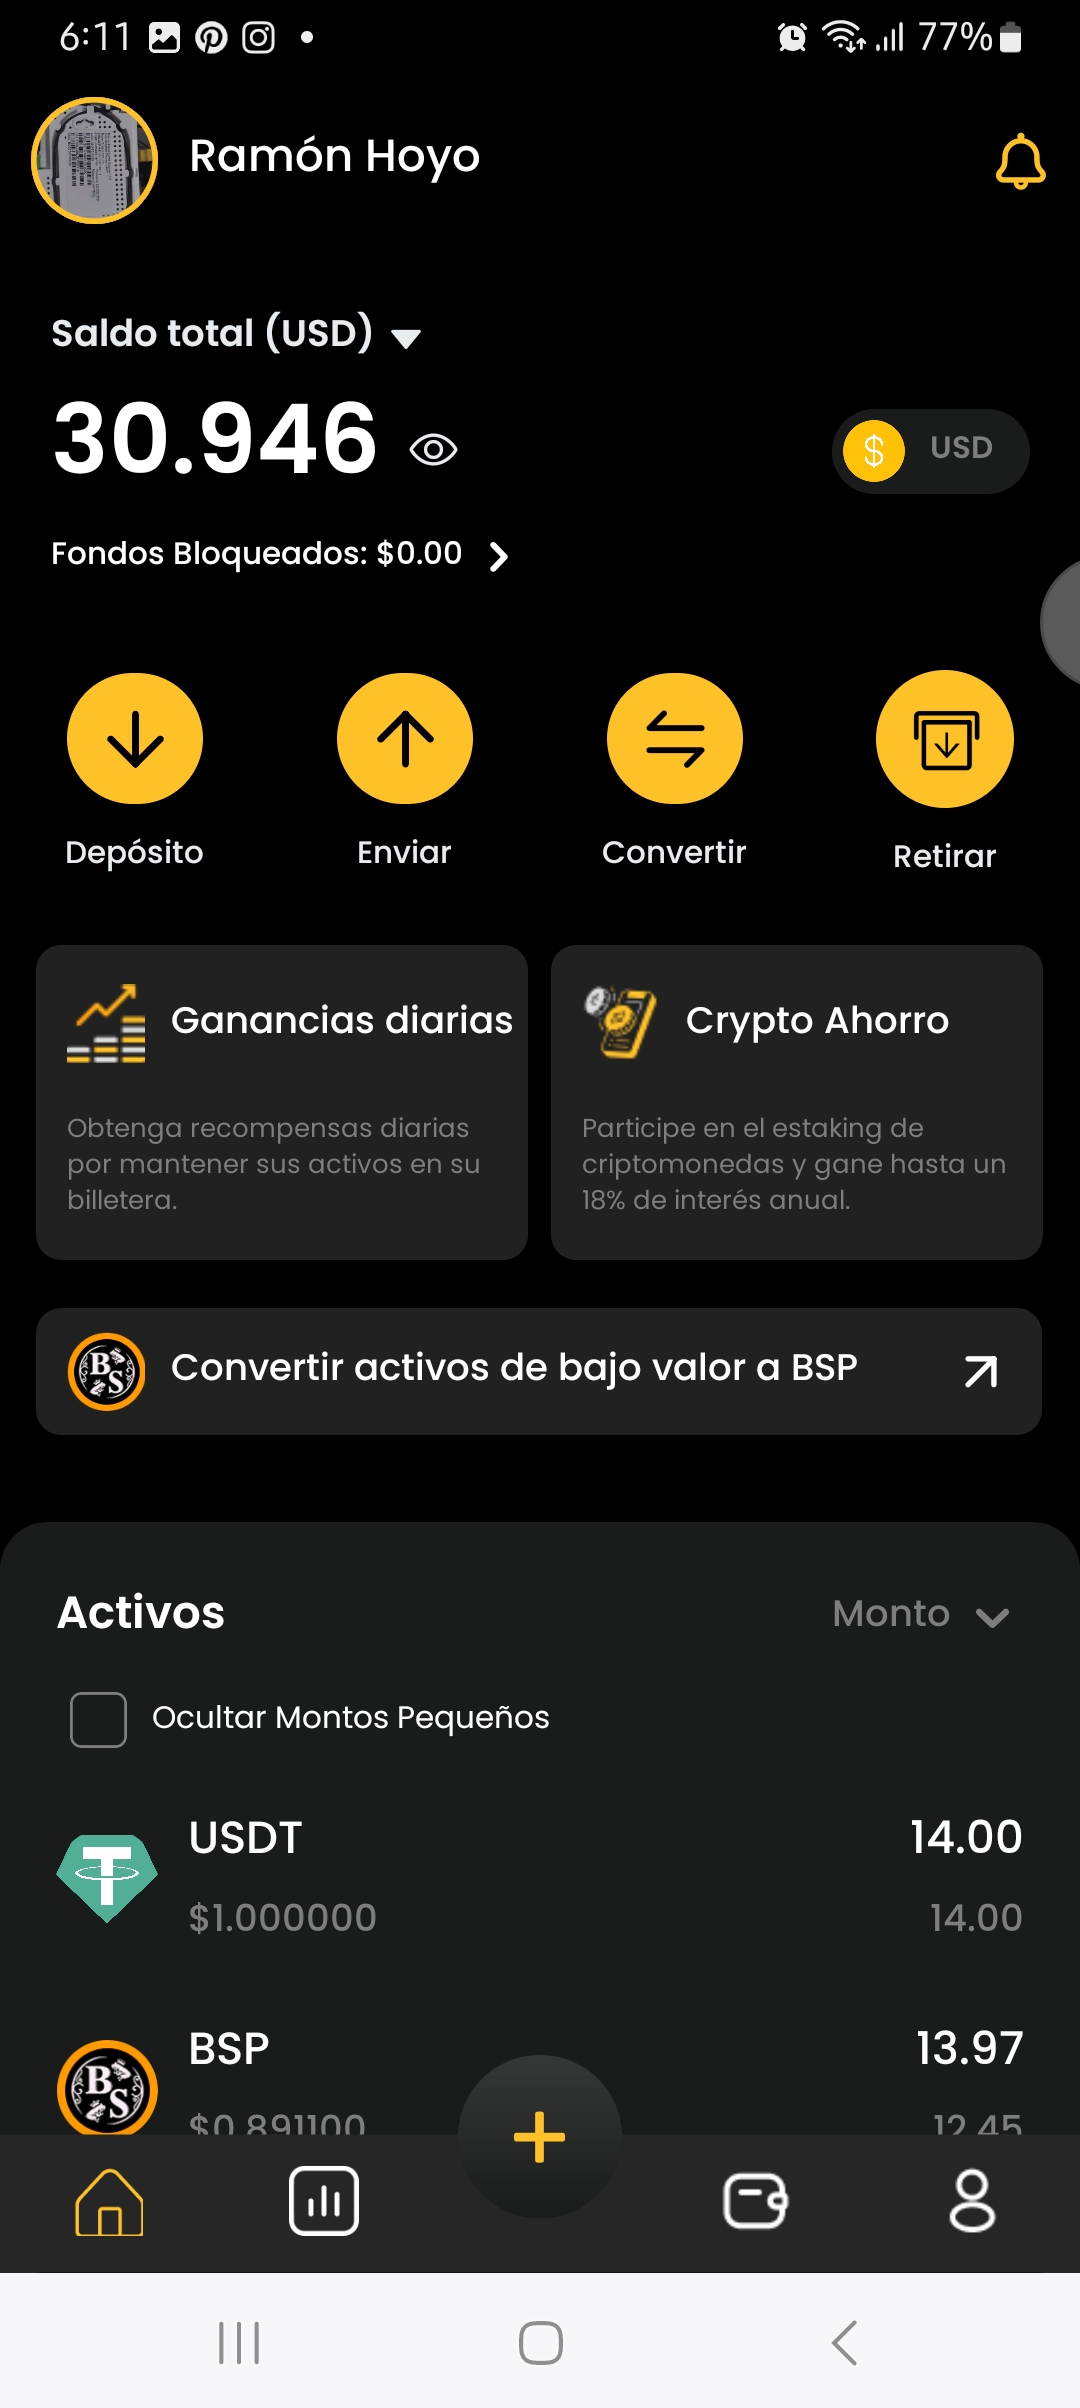 6:11
77%
Ramón Hoyo
Saldo total (USD)
30.946
$ USD
Fondos Bloqueados: $0.00
Depósito
Enviar
Convertir
Retirar
Ganancias diarias
Obtenga recompensas diarias
por mantener sus activos en su
billetera.
Crypto Ahorro
Participe en el estaking de
criptomonedas y gane hasta un
18% de interés anual.
BS
Convertir activos de bajo valor a BSP
Activos
Monto
Ocultar Montos Pequeños
USDT
14.00
$1.000000
14.00
BS
BSP
13.97
$0.891100
12.45